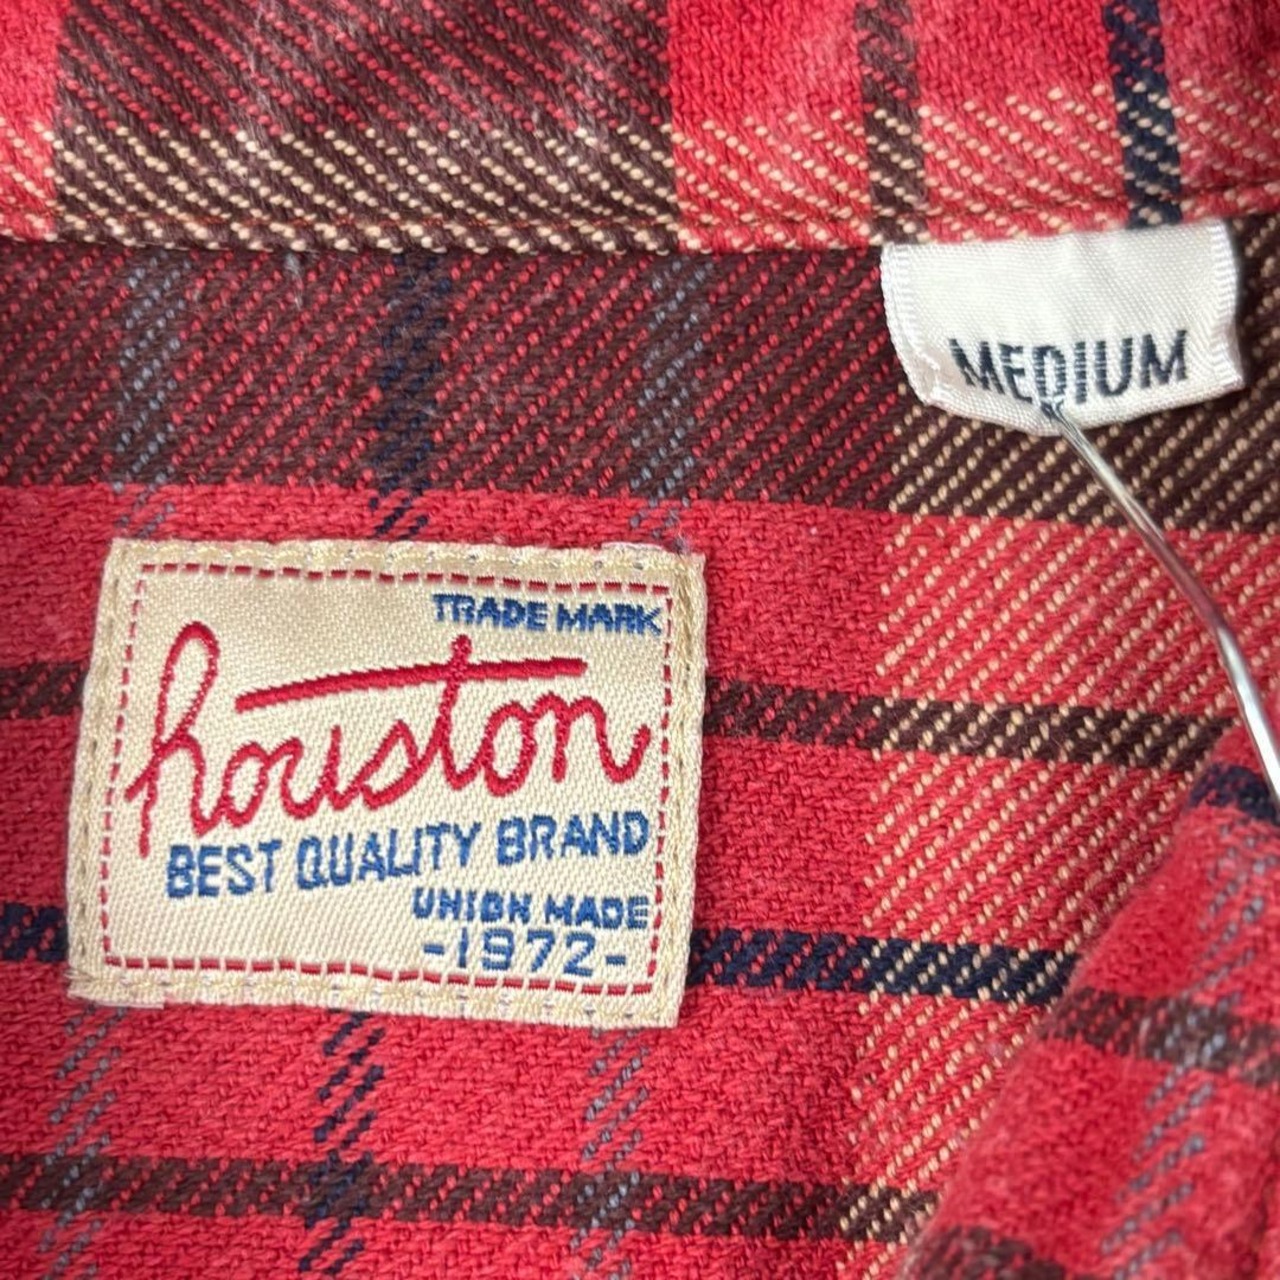 MEDIUM
TRADE MARK
houston
BEST QUALITY BRAND
UNION MADE
-1972-